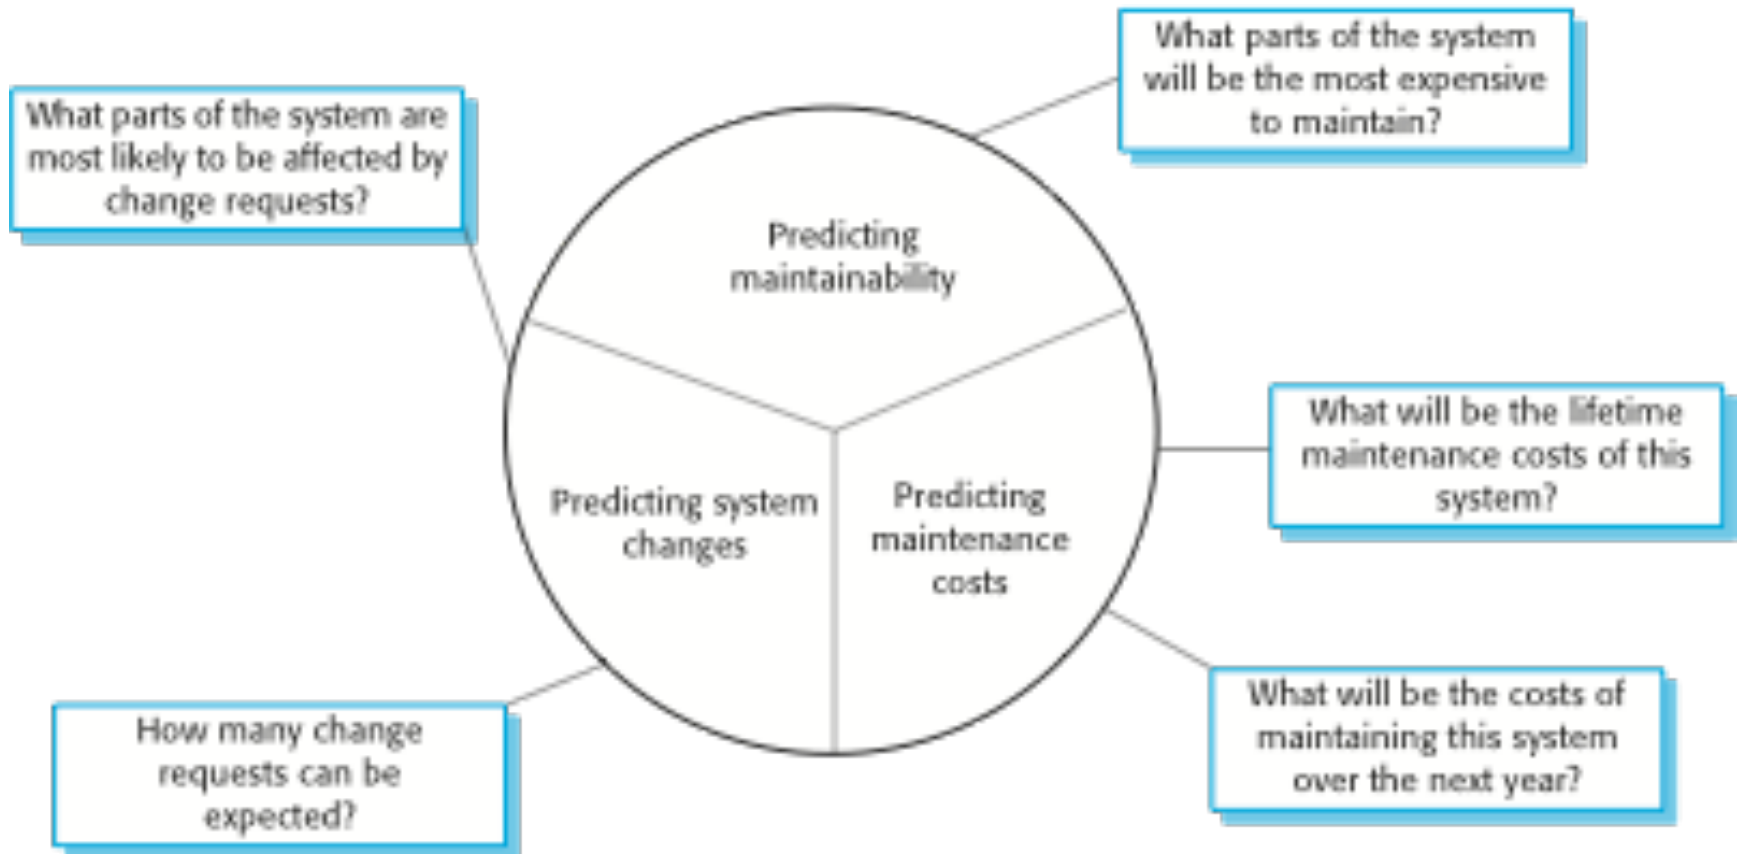 What parts of the system
will be the most expensive
to maintain?
What parts of the system are
most likely to be affected by
change requests?
Predicting
maintainability
What will be the lifetime
maintenance costs of this
system?
Predicting system
changes
Predicting
maintenance
costs
What will be the costs of
maintaining this system
over the next year?
How many change
requests can be
expected?